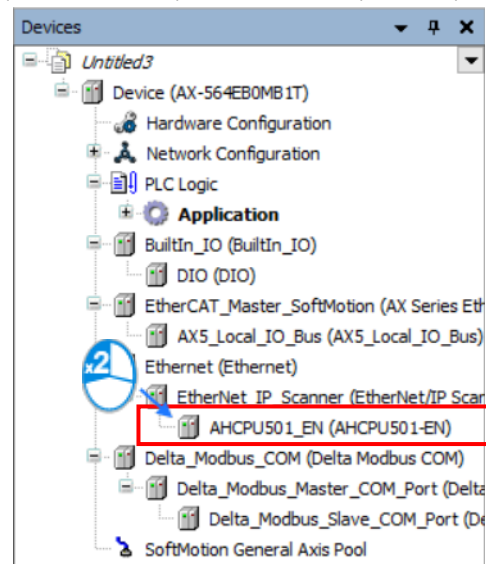 Devices
Untitled3
Device (AX-564EB0MB1T)
Hardware Configuration
Network Configuration
PLC Logic
Application
BuiltIn_IO (BuiltIn_IO)
DIO (DIO)
EtherCAT_Master_SoftMotion (AX Series Eth
AX5_Local_IO_Bus (AX5_Local_IO_Bus)
x2
Ethernet (Ethernet)
EtherNet_IP_Scanner (EtherNet/IP Scar
AHCPU501_EN (AHCPU501-EN)
Delta_Modbus_COM (Delta Modbus COM)
Delta_Modbus_Master_COM_Port (Delta
Delta_Modbus_Slave_COM_Port (De
SoftMotion General Axis Pool